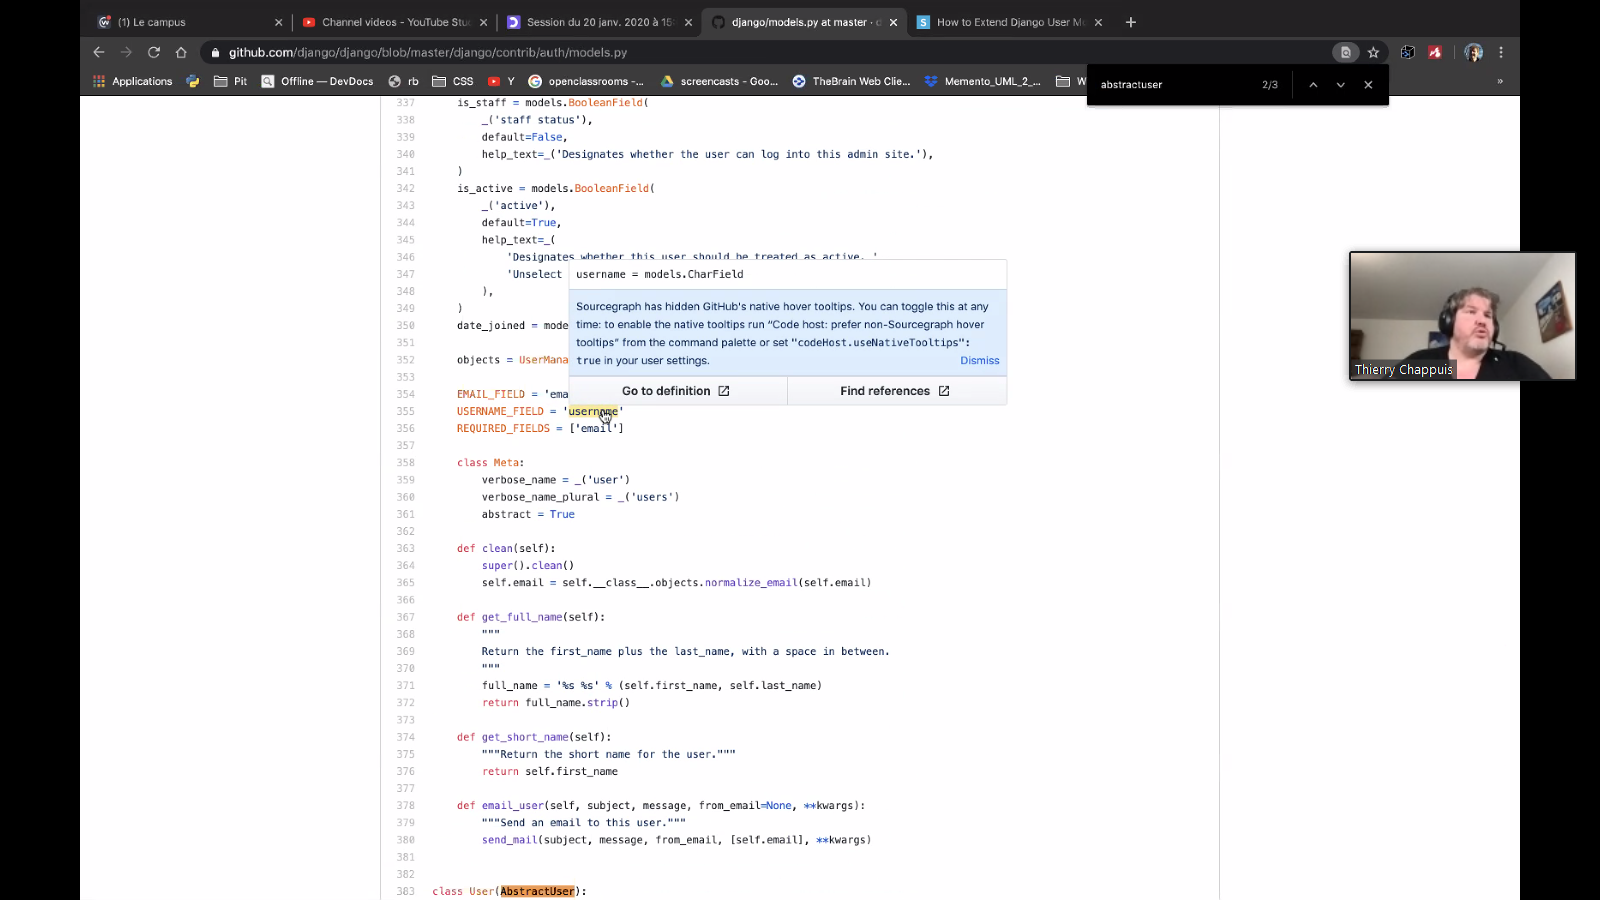 (1) Le campus
Channel videos - YouTube Stu
Session du 20 janv. 2020 à 15
django/models.py at master · d
How to Extend Django User Mo
github.com/django/django/blob/master/django/contrib/auth/models.py
Applications
Pit
Offline — DevDocs
rb
CSS
Y
openclassrooms -...
screencasts - Goo...
TheBrain Web Clie...
Memento_UML_2_...
W
»
abstractuser
2/3
337 is_staff = models.BooleanField(
338 _('staff status'),
339 default=False,
340 help_text=_('Designates whether the user can log into this admin site.'),
341 )
342 is_active = models.BooleanField(
343 _('active'),
344 default=True,
345 help_text=_(
346 'Designates whether this user should be treated as active. '
347 'Unselect
348 ),
349 )
350 date_joined = mode
351
352 objects = UserMana
353
354 EMAIL_FIELD = 'ema
username = models.CharField
Sourcegraph has hidden GitHub's native hover tooltips. You can toggle this at any
time: to enable the native tooltips run “Code host: prefer non-Sourcegraph hover
tooltips” from the command palette or set "codeHost.useNativeTooltips":
true in your user settings.
Dismiss
Go to definition
Find references
355 USERNAME_FIELD = 'username'
356 REQUIRED_FIELDS = ['email']
357
358 class Meta:
359 verbose_name = _('user')
360 verbose_name_plural = _('users')
361 abstract = True
362
363 def clean(self):
364 super().clean()
365 self.email = self.__class__.objects.normalize_email(self.email)
366
367 def get_full_name(self):
368 """
369 Return the first_name plus the last_name, with a space in between.
370 """
371 full_name = '%s %s' % (self.first_name, self.last_name)
372 return full_name.strip()
373
374 def get_short_name(self):
375 """Return the short name for the user."""
376 return self.first_name
377
378 def email_user(self, subject, message, from_email=None, **kwargs):
379 """Send an email to this user."""
380 send_mail(subject, message, from_email, [self.email], **kwargs)
381
382
383 class User(AbstractUser):
Thierry Chappuis